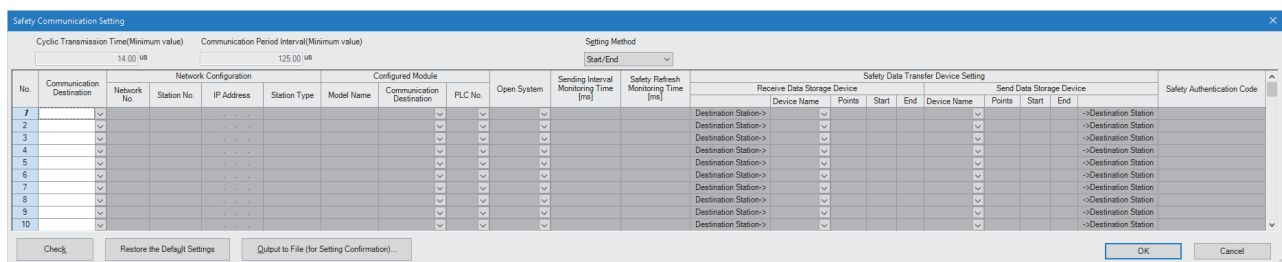 Safety Communication Setting
Cyclic Transmission Time(Minimum value) Communication Period Interval(Minimum value) Setting Method
14.00 us 125.00 us Start/End
No. Communication Destination Network Configuration Configured Module Open System Sending Interval Monitoring Time [ms] Safety Refresh Monitoring Time [ms] Safety Data Transfer Device Setting Safety Authentication Code
Network No. Station No. IP Address Station Type Model Name Communication Destination PLC No. Receive Data Storage Device Send Data Storage Device
Device Name Points Start End Device Name Points Start End
1 . . . Destination Station-> ->Destination Station
2 . . . Destination Station-> ->Destination Station
3 . . . Destination Station-> ->Destination Station
4 . . . Destination Station-> ->Destination Station
5 . . . Destination Station-> ->Destination Station
6 . . . Destination Station-> ->Destination Station
7 . . . Destination Station-> ->Destination Station
8 . . . Destination Station-> ->Destination Station
9 . . . Destination Station-> ->Destination Station
10 . . . Destination Station-> ->Destination Station
Check Restore the Default Settings Output to File (for Setting Confirmation)... OK Cancel